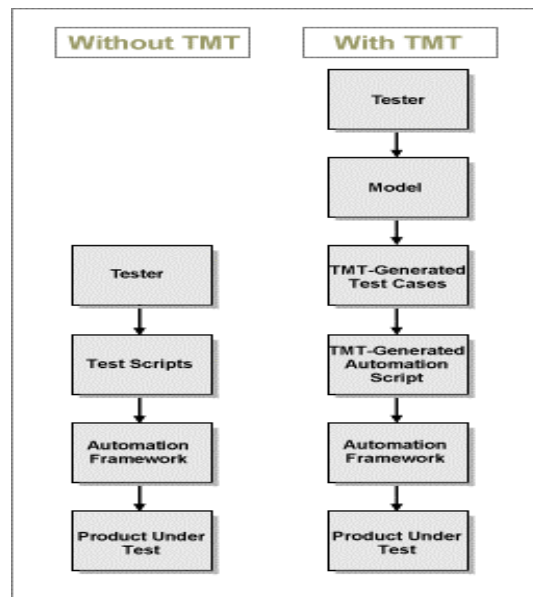 Without TMT
With TMT
Tester
Model
Tester
TMT-Generated
Test Cases
Test Scripts
TMT-Generated
Automation
Script
Automation
Framework
Automation
Framework
Product Under
Test
Product Under
Test